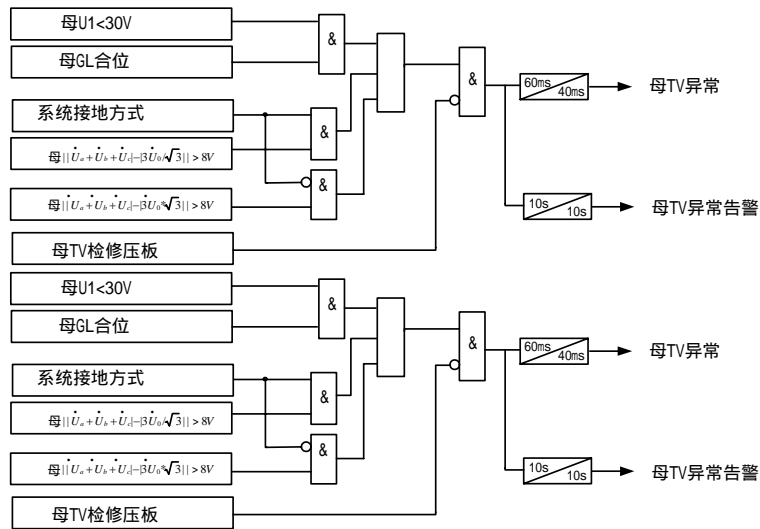 母U1<30V
&
母GL合位
&
60ms
40ms
母TV异常
系统接地方式
&
母||U̇a+U̇b+U̇c|−|3U̇0/√3||>8V
&
母||U̇a+U̇b+U̇c|−|3U̇0*√3||>8V
10s
10s
母TV异常告警
母TV检修压板
母U1<30V
&
母GL合位
&
60ms
40ms
母TV异常
系统接地方式
&
母||U̇a+U̇b+U̇c|−|3U̇0/√3||>8V
&
母||U̇a+U̇b+U̇c|−|3U̇0*√3||>8V
10s
10s
母TV异常告警
母TV检修压板